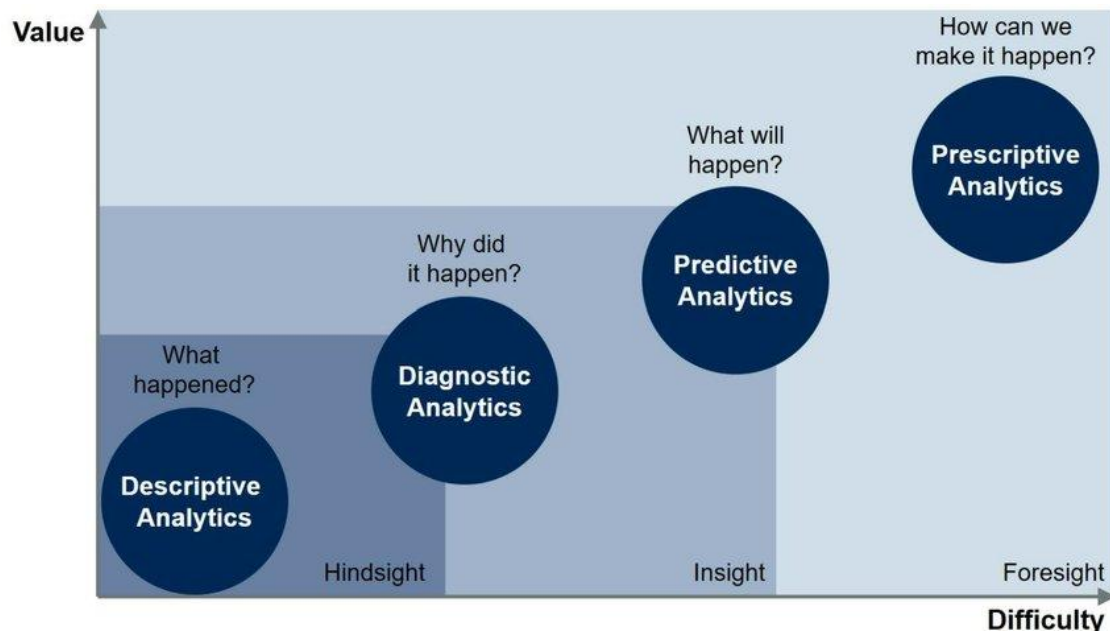 Value
How can we
make it happen?
Prescriptive
Analytics
What will
happen?
Predictive
Analytics
Why did
it happen?
Diagnostic
Analytics
What
happened?
Descriptive
Analytics
Hindsight
Insight
Foresight
Difficulty